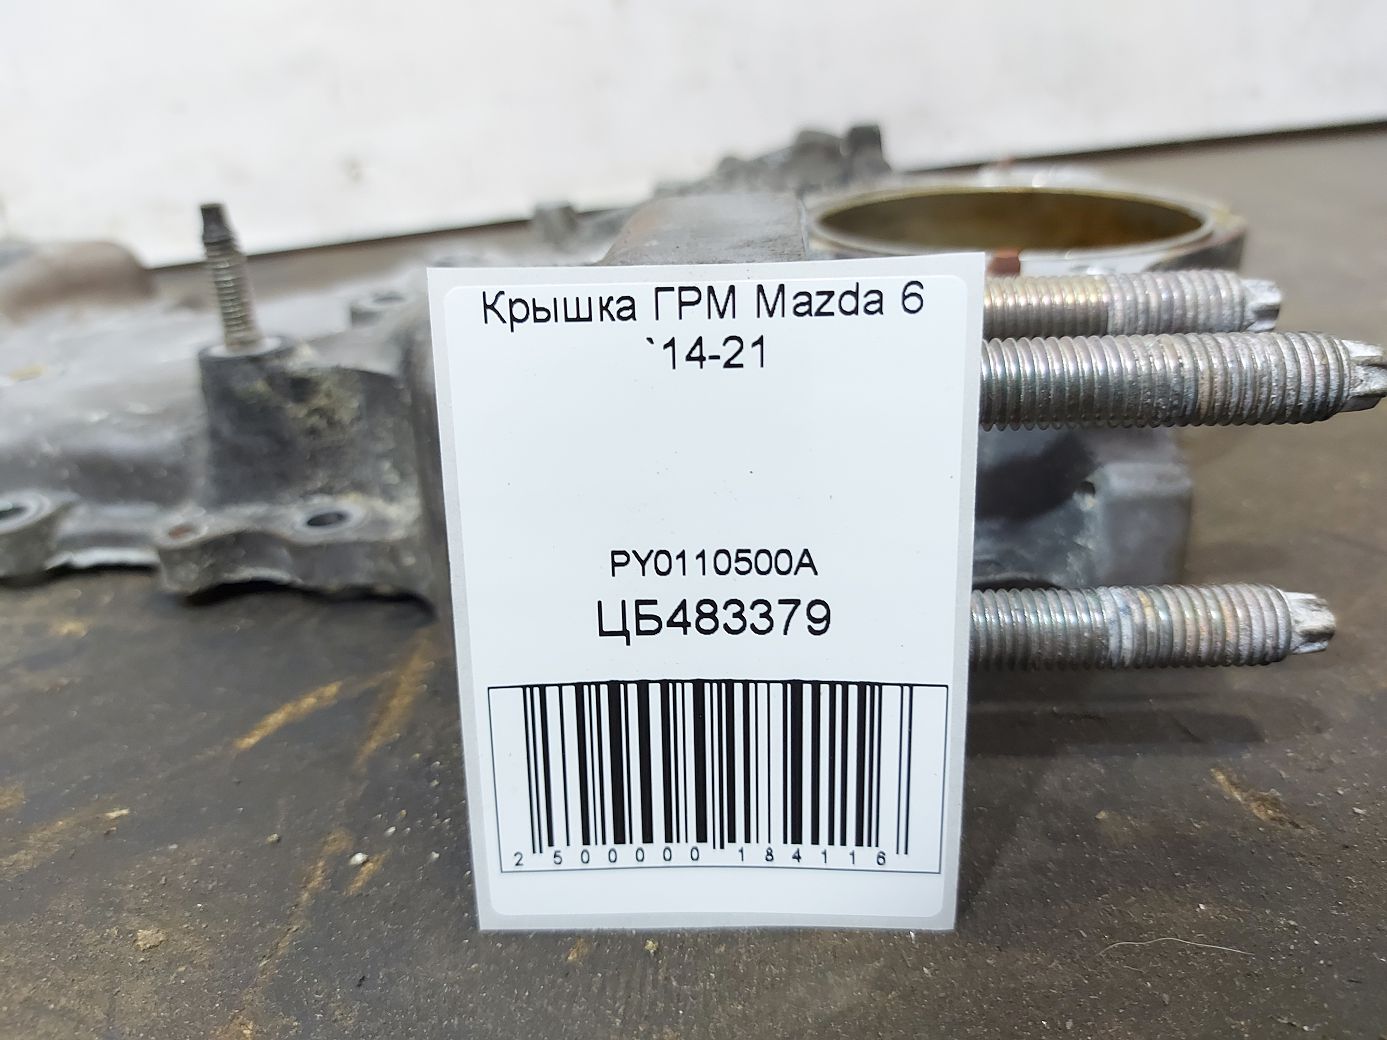 Крышка ГРМ Mazda 6
`14-21
PY0110500A
ЦБ483379
2 500000 184116